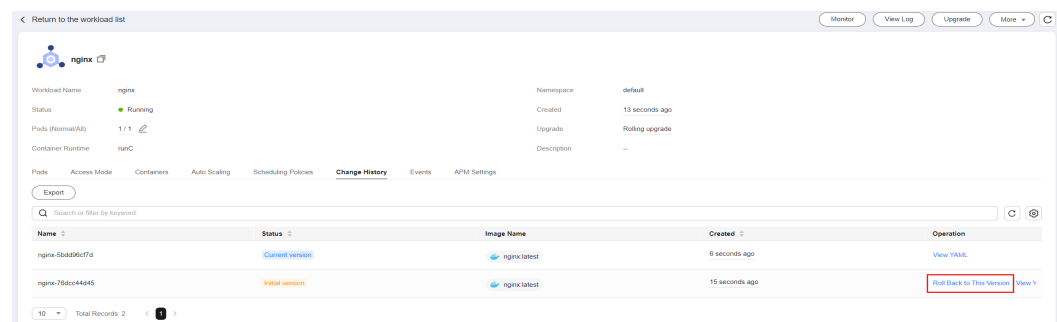 Return to the workload list
Monitor View Log Upgrade More
nginx
Workload Name nginx Namespace default
Status Running Created 13 seconds ago
Pods (Normal/All) 1 / 1 Upgrade Rolling upgrade
Container Runtime runC Description --
Pods Access Mode Containers Auto Scaling Scheduling Policies Change History Events APM Settings
Export
Search or filter by keyword.
Name Status Image Name Created Operation
nginx-5bdd96cf7d Current version nginx:latest 6 seconds ago View YAML
nginx-76dcc44d45 Initial version nginx:latest 15 seconds ago Roll Back to This Version View Y
10 Total Records: 2 < 1 >